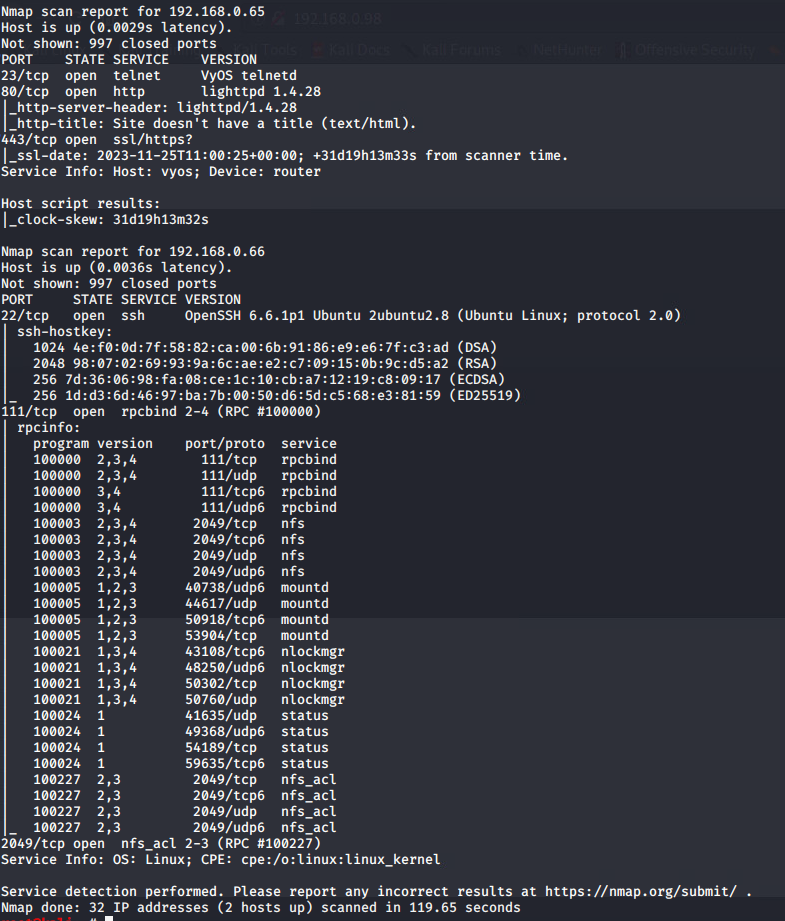 192.168.0.98
Nmap scan report for 192.168.0.65
Host is up (0.0029s latency).
Not shown: 997 closed ports
Tools Kali Docs Kali Forums NetHunter Offensive Security
PORT     STATE SERVICE    VERSION
23/tcp  open  telnet     VyOS telnetd
80/tcp  open  http       lighttpd 1.4.28
|_http-server-header: lighttpd/1.4.28
|_http-title: Site doesn't have a title (text/html).
443/tcp open  ssl/https?
|_ssl-date: 2023-11-25T11:00:25+00:00; +31d19h13m33s from scanner time.
Service Info: Host: vyos; Device: router
Host script results:
|_clock-skew: 31d19h13m32s
Nmap scan report for 192.168.0.66
Host is up (0.0036s latency).
Not shown: 997 closed ports
PORT     STATE SERVICE VERSION
22/tcp   open  ssh     OpenSSH 6.6.1p1 Ubuntu 2ubuntu2.8 (Ubuntu Linux; protocol 2.0)
| ssh-hostkey:
|   1024 4e:f0:0d:7f:58:82:ca:00:6b:91:86:e9:e6:7f:c3:ad (DSA)
|   2048 98:07:02:69:93:9a:6c:ae:e2:c7:09:15:0b:9c:d5:a2 (RSA)
|   256 7d:36:06:98:fa:08:ce:1c:10:cb:a7:12:19:c8:09:17 (ECDSA)
|_  256 1d:d3:6d:46:97:ba:7b:00:50:d6:5d:c5:68:e3:81:59 (ED25519)
111/tcp  open  rpcbind 2-4 (RPC #100000)
| rpcinfo:
|   program version    port/proto  service
|   100000  2,3,4        111/tcp   rpcbind
|   100000  2,3,4        111/udp   rpcbind
|   100000  3,4          111/tcp6  rpcbind
|   100000  3,4          111/udp6  rpcbind
|   100003  2,3,4       2049/tcp   nfs
|   100003  2,3,4       2049/tcp6  nfs
|   100003  2,3,4       2049/udp   nfs
|   100003  2,3,4       2049/udp6  nfs
|   100005  1,2,3      40738/udp6  mountd
|   100005  1,2,3      44617/udp   mountd
|   100005  1,2,3      50918/tcp6  mountd
|   100005  1,2,3      53904/tcp   mountd
|   100021  1,3,4      43108/tcp6  nlockmgr
|   100021  1,3,4      48250/udp6  nlockmgr
|   100021  1,3,4      50302/tcp   nlockmgr
|   100021  1,3,4      50760/udp   nlockmgr
|   100024  1          41635/udp   status
|   100024  1          49368/udp6  status
|   100024  1          54189/tcp   status
|   100024  1          59635/tcp6  status
|   100227  2,3         2049/tcp   nfs_acl
|   100227  2,3         2049/tcp6  nfs_acl
|   100227  2,3         2049/udp   nfs_acl
|_  100227  2,3         2049/udp6  nfs_acl
2049/tcp open  nfs_acl 2-3 (RPC #100227)
Service Info: OS: Linux; CPE: cpe:/o:linux:linux_kernel
Service detection performed. Please report any incorrect results at https://nmap.org/submit/ .
Nmap done: 32 IP addresses (2 hosts up) scanned in 119.65 seconds